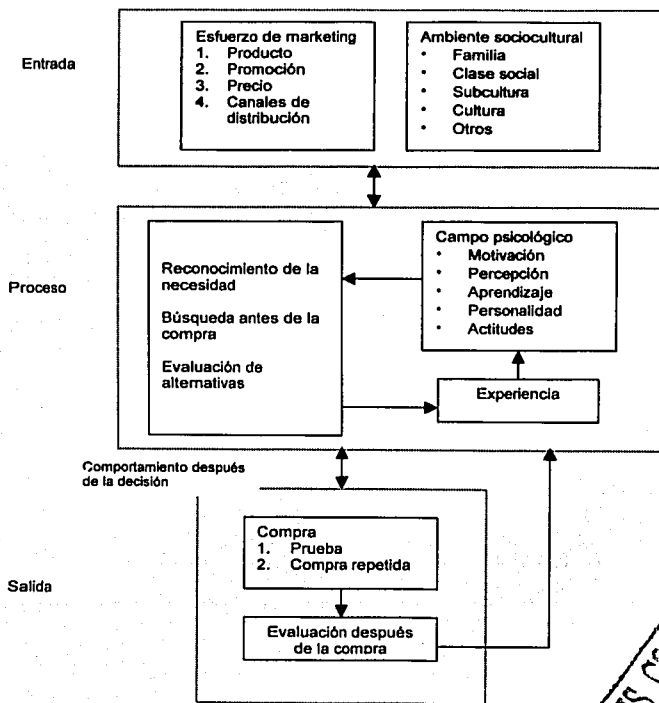 Entrada
Esfuerzo de marketing
1. Producto
2. Promoción
3. Precio
4. Canales de
distribución
Ambiente sociocultural
• Familia
• Clase social
• Subcultura
• Cultura
• Otros
Proceso
Reconocimiento de la
necesidad
Búsqueda antes de la
compra
Evaluación de
alternativas
Campo psicológico
• Motivación
• Percepción
• Aprendizaje
• Personalidad
• Actitudes
Experiencia
Comportamiento después
de la decisión
Salida
Compra
1. Prueba
2. Compra repetida
Evaluación después
de la compra